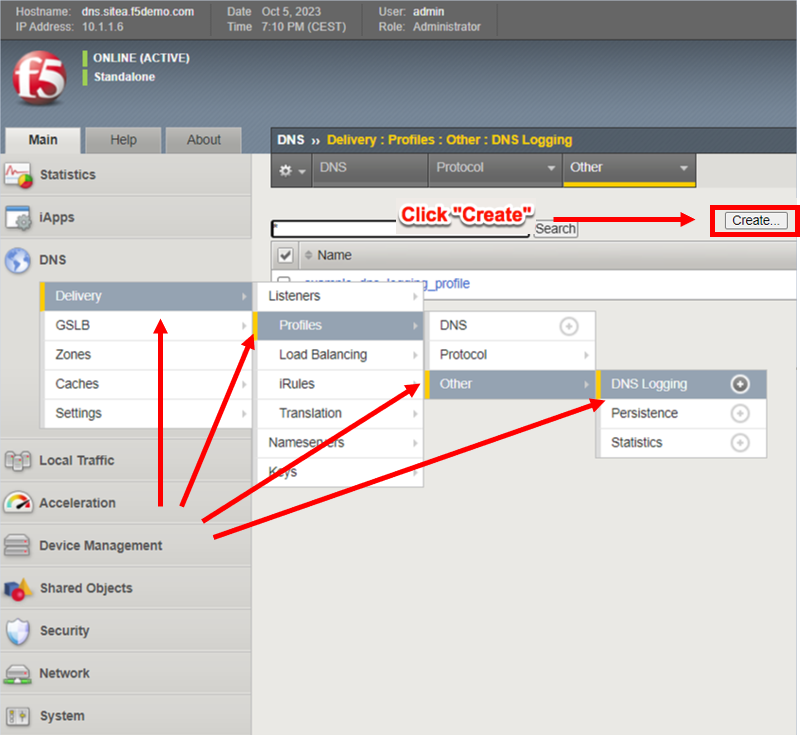 Hostname: dns.sitea.f5demo.com Date Oct 5, 2023 User: admin
IP Address: 10.1.1.6 Time 7:10 PM (CEST) Role: Administrator
f5
ONLINE (ACTIVE)
Standalone
Main Help About
DNS ›› Delivery : Profiles : Other : DNS Logging
DNS Protocol Other
Statistics
iApps
DNS
Click "Create"
* Search Create...
Name
example_dns_logging_profile
Delivery
GSLB
Zones
Caches
Settings
Listeners
Profiles
Load Balancing
iRules
Translation
Nameservers
Keys
DNS
Protocol
Other
DNS Logging
Persistence
Statistics
Local Traffic
Acceleration
Device Management
Shared Objects
Security
Network
System